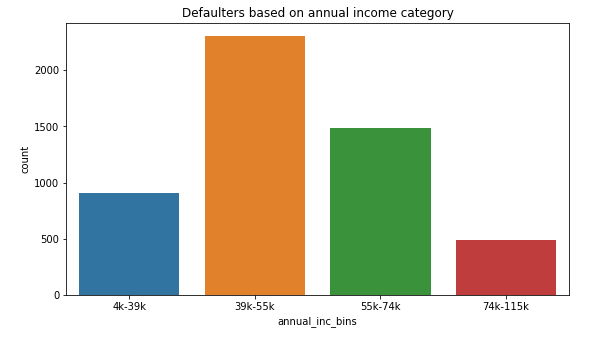 Defaulters based on annual income category
count
2000
1500
1000
500
0
4k-39k 39k-55k 55k-74k 74k-115k
annual_inc_bins